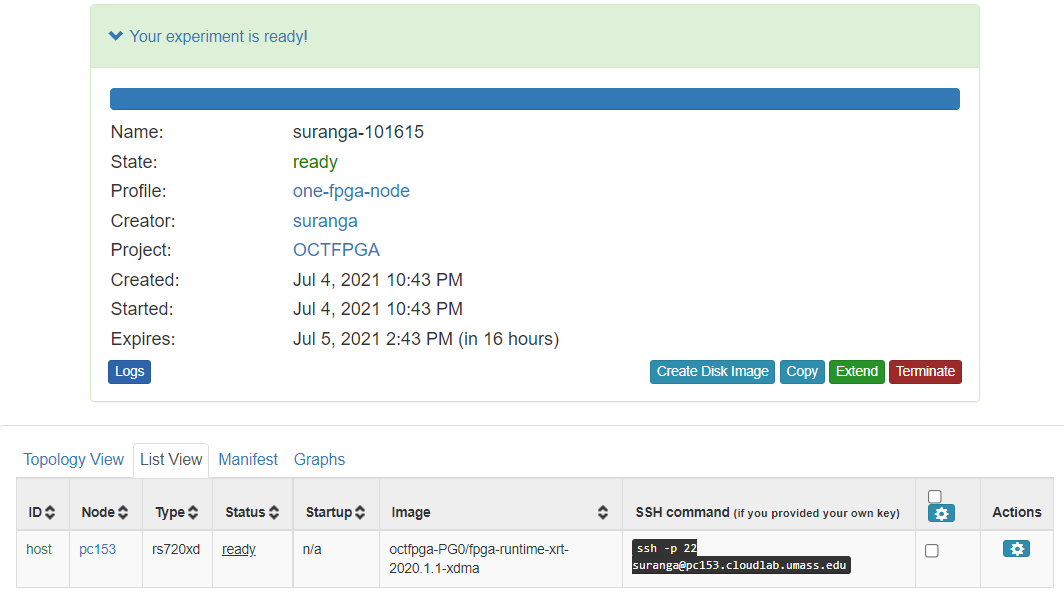 Your experiment is ready!
Name: suranga-101615
State: ready
Profile: one-fpga-node
Creator: suranga
Project: OCTFPGA
Created: Jul 4, 2021 10:43 PM
Started: Jul 4, 2021 10:43 PM
Expires: Jul 5, 2021 2:43 PM (in 16 hours)
Logs Create Disk Image Copy Extend Terminate
Topology View List View Manifest Graphs
ID Node Type Status Startup Image SSH command (if you provided your own key) Actions
host pc153 rs720xd ready n/a octfpga-PG0/fpga-runtime-xrt- ssh -p 22
2020.1.1-xdma suranga@pc153.cloudlab.umass.edu